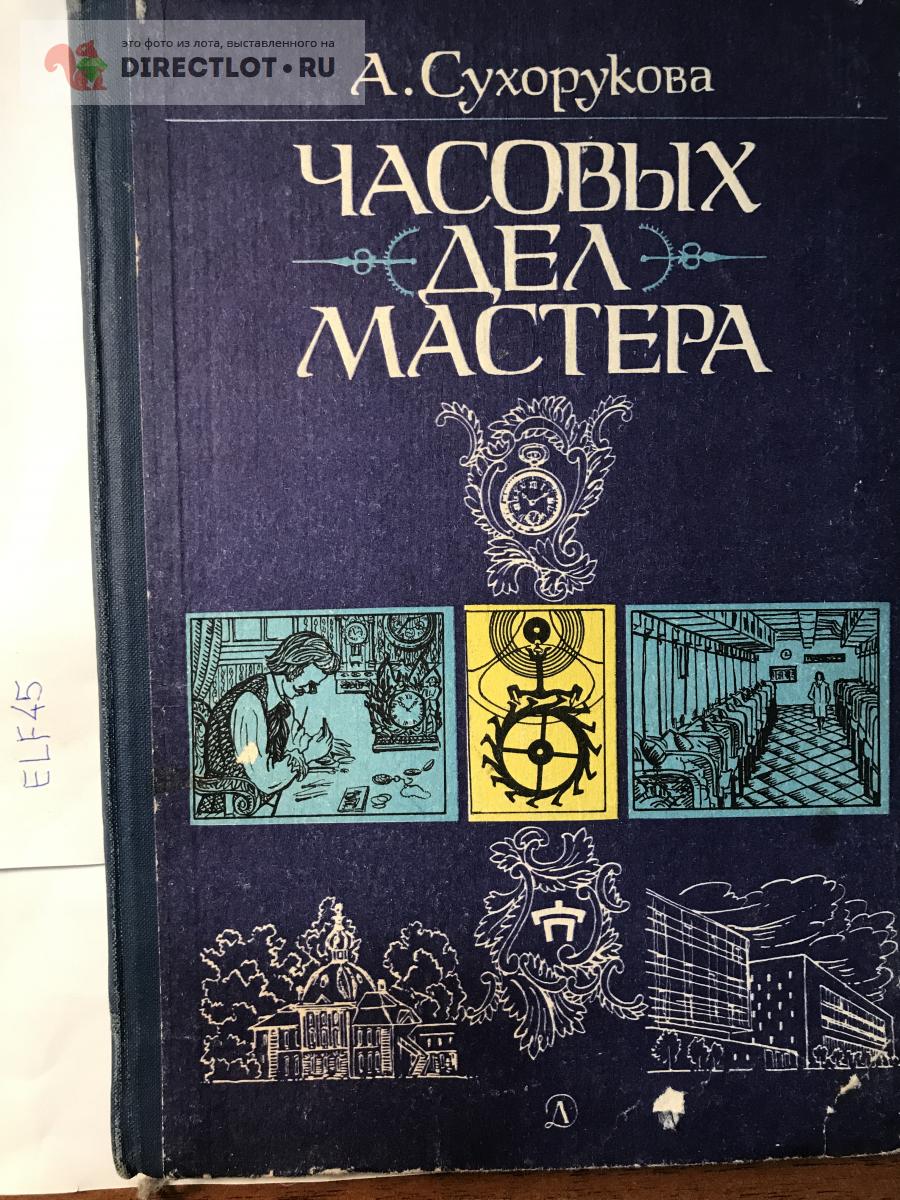 это фото из лота, выставленного на
DIRECTLOT•RU
А. Сухорукова
ЧАСОВЫХ
ДЕЛ
МАСТЕРА
ELF45
Д